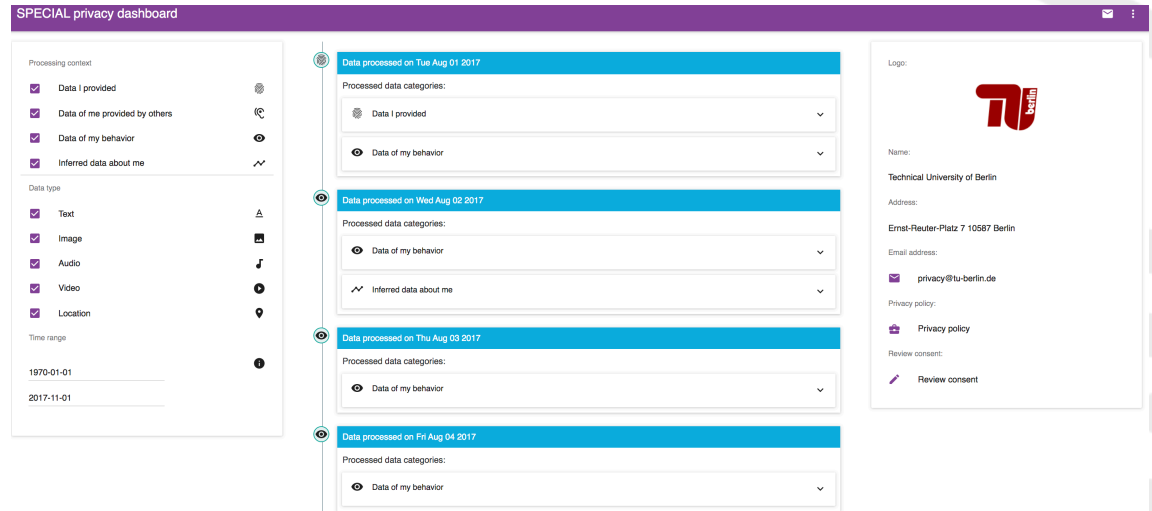 SPECIAL privacy dashboard
Processing context
Data I provided
Data of me provided by others
Data of my behavior
Inferred data about me
Data type
Text
Image
Audio
Video
Location
Time range
1970-01-01
2017-11-01
Data processed on Tue Aug 01 2017
Processed data categories:
Data I provided
Data of my behavior
Data processed on Wed Aug 02 2017
Processed data categories:
Data of my behavior
Inferred data about me
Data processed on Thu Aug 03 2017
Processed data categories:
Data of my behavior
Data processed on Fri Aug 04 2017
Processed data categories:
Data of my behavior
Logo:
TU berlin
Name:
Technical University of Berlin
Address:
Ernst-Reuter-Platz 7 10587 Berlin
Email address:
privacy@tu-berlin.de
Privacy policy:
Privacy policy
Review consent:
Review consent